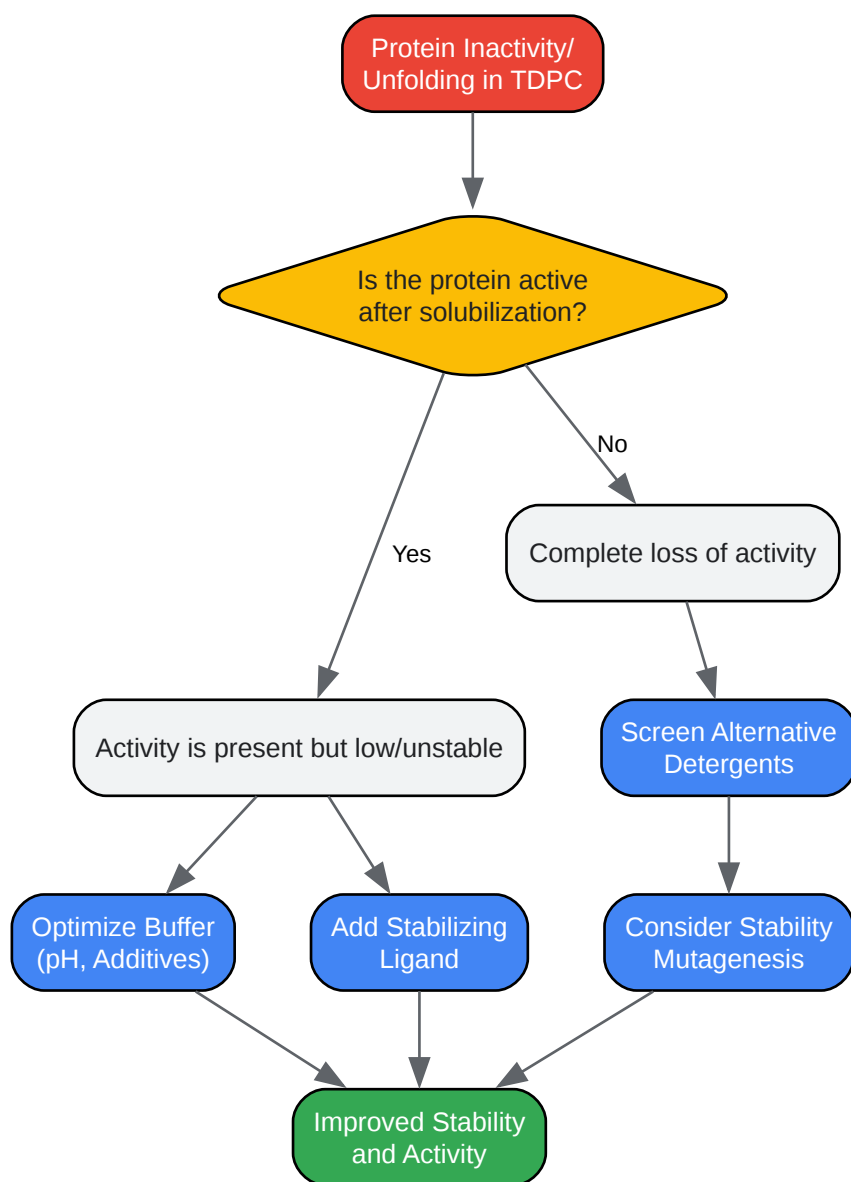 Protein Inactivity/
Unfolding in TDPC
Is the protein active
after solubilization?
No
Yes
Complete loss of activity
Activity is present but low/unstable
Screen Alternative
Detergents
Optimize Buffer
(pH, Additives)
Add Stabilizing
Ligand
Consider Stability
Mutagenesis
Improved Stability
and Activity